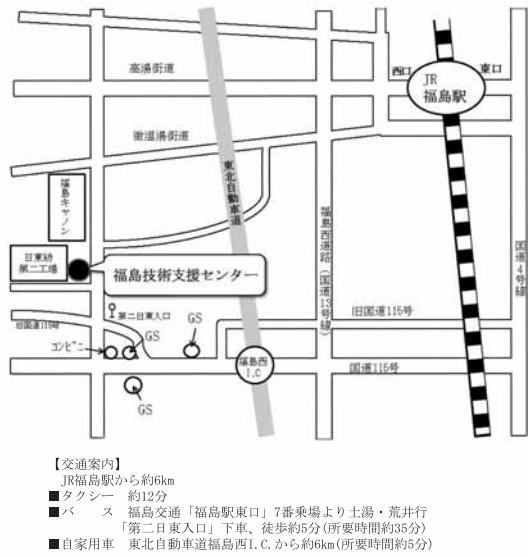 高湯街道
西口
東口
JR
福島駅
微温湯街道
東北自動車道
福島キヤノン
日東紡
第二工場
福島技術支援センター
福島西道路(国道13号線)
国道4号線
第二日東入口
旧国道115号
GS
GS
旧国道115号
コンビニ
福島西
I.C
国道115号
GS
【交通案内】
JR福島駅から約6km
■タクシー 約12分
■バ ス 福島交通「福島駅東口」7番乗場より土湯・荒井行
「第二日東入口」下車、徒歩約5分(所要時間約35分)
■自家用車 東北自動車道福島西I.C.から約6km(所要時間約5分)